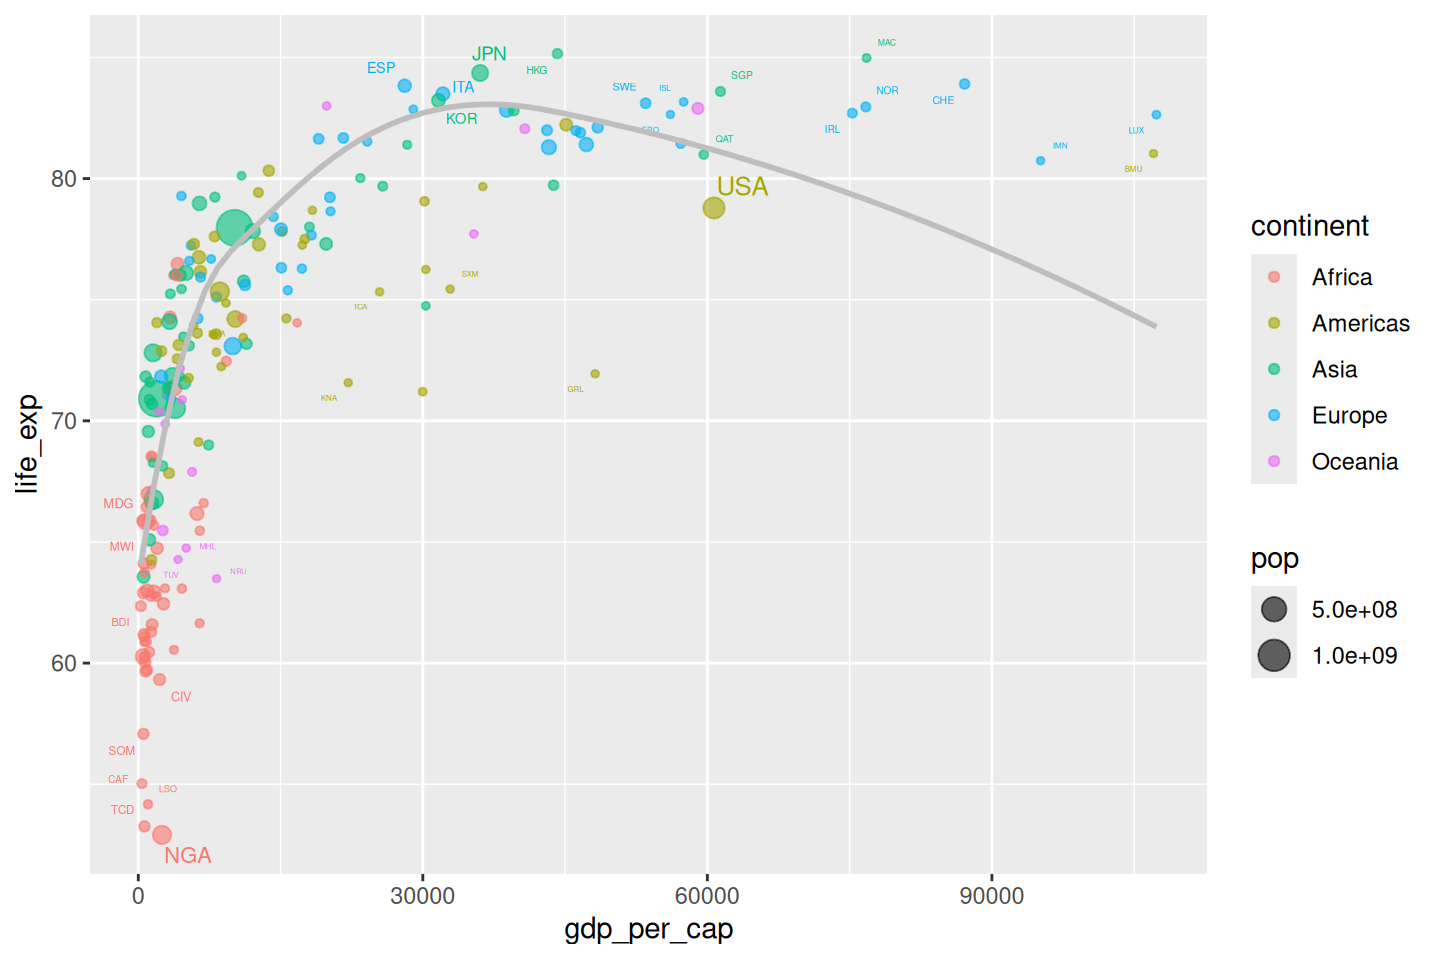 MAC
JPN
ESP
HKG
SGP
ITA
SWE
ISL
NOR
CHE
KOR
IRL
LUX
QAT
IMN
BMU
80
USA
SXM
KNA
GRL
70
MDG
MWI
MHL
TUV
NRU
BDI
60
CIV
SOM
CAF
LSO
TCD
NGA
0
30000
60000
90000
gdp_per_cap
life_exp
continent
Africa
Americas
Asia
Europe
Oceania
pop
5.0e+08
1.0e+09